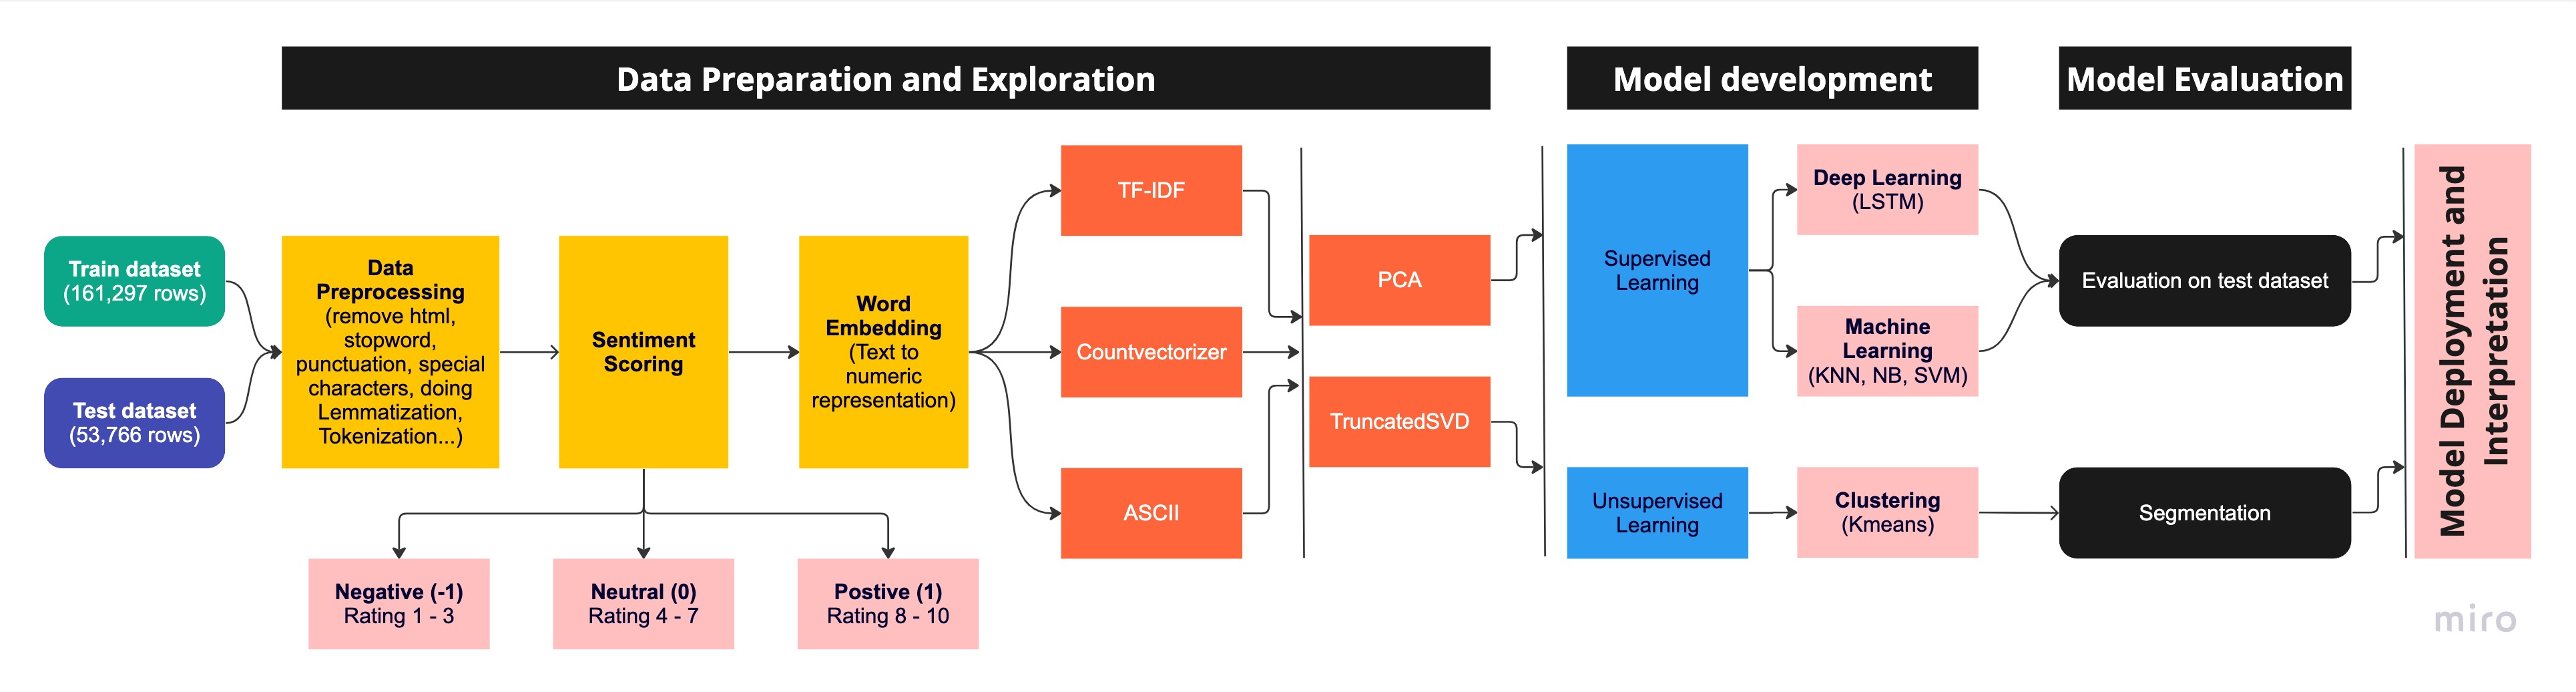 Data Preparation and Exploration
Model development
Model Evaluation
Train dataset
(161,297 rows)
Test dataset
(53,766 rows)
Data
Preprocessing
(remove html,
stopword,
punctuation, special
characters, doing
Lemmatization,
Tokenization...)
Sentiment
Scoring
Negative (-1)
Rating 1 - 3
Neutral (0)
Rating 4 - 7
Postive (1)
Rating 8 - 10
Word
Embedding
(Text to
numeric
representation)
TF-IDF
Countvectorizer
ASCII
PCA
TruncatedSVD
Supervised
Learning
Unsupervised
Learning
Deep Learning
(LSTM)
Machine
Learning
(KNN, NB, SVM)
Clustering
(Kmeans)
Evaluation on test dataset
Segmentation
Model Deployment and
Interpretation
miro